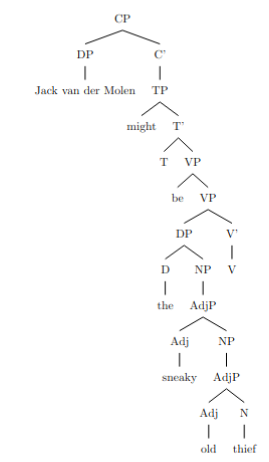 CP
DP C'
Jack van der Molen TP
might T'
T VP
be VP
DP V'
D NP V
the AdjP
Adj NP
sneaky AdjP
Adj N
old thief